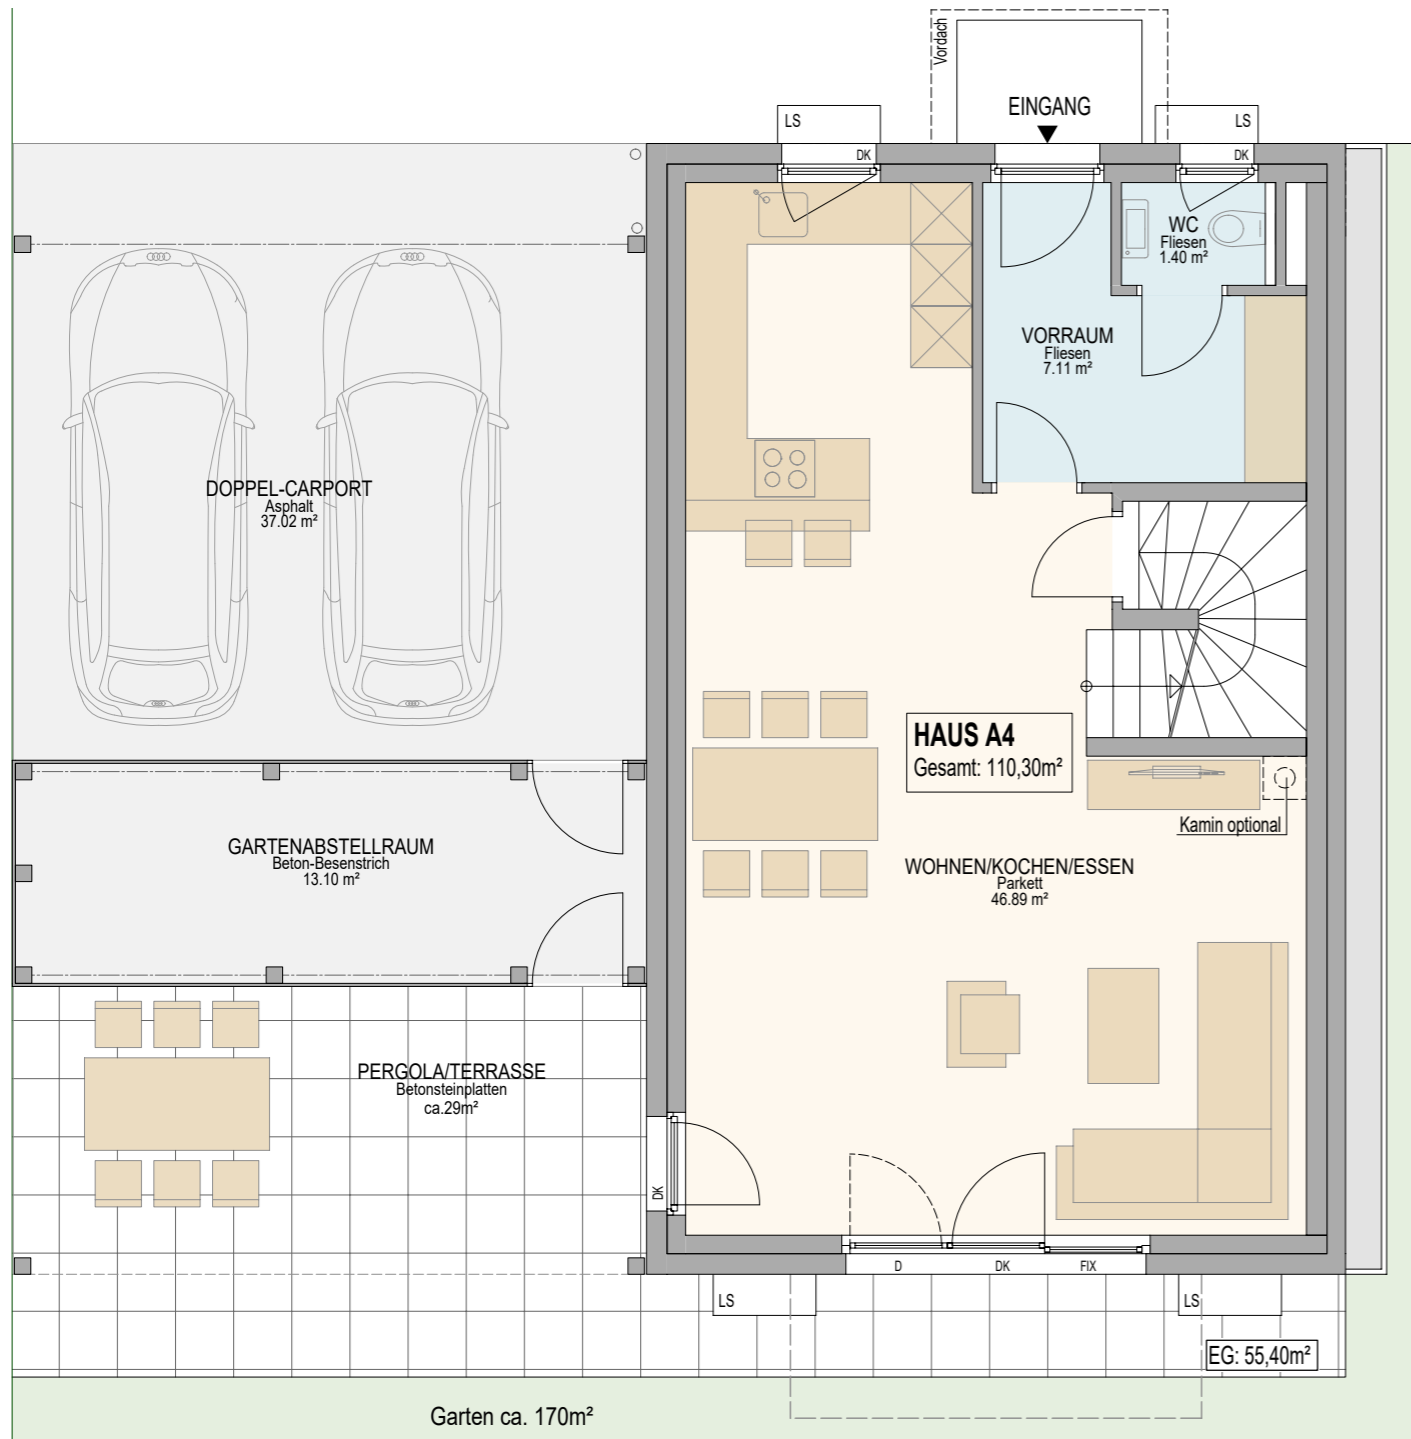 Vordach
EINGANG
LS
LS
DK
DK
WC
Fliesen
1.40 m²
VORRAUM
Fliesen
7.11 m²
DOPPEL-CARPORT
Asphalt
37.02 m²
HAUS A4
Gesamt: 110,30m²
Kamin optional
GARTENABSTELLRAUM
Beton-Besenstrich
13.10 m²
WOHNEN/KOCHEN/ESSEN
Parkett
46.89 m²
PERGOLA/TERRASSE
Betonsteinplatten
ca.29m²
DK
D
DK
FIX
LS
LS
EG: 55,40m²
Garten ca. 170m²